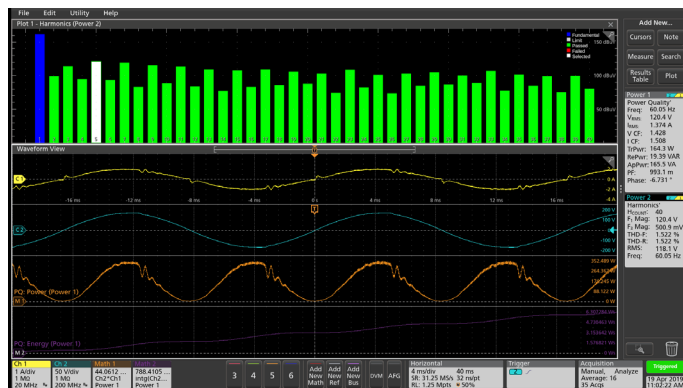 File Edit Utility Help
Plot 1 - Harmonics (Power 2)
Fundamental
Limit
Passed
Failed
Selected
150 dBuV
100 dBuV
50 dBuV
Waveform View
C 1
0 A
-2 A
-4 A
-16 ms -12 ms -8 ms -4 ms 0 s 4 ms 8 ms 12 ms 16 ms
T
C 2
200 V
100 V
-100 V
-200 V
352.489 W
176.245 W
88.122 W
0 W
PQ: Power (Power 1)
M 1
PQ: Energy (Power 1)
M 2
Add New...
Cursors Note
Measure Search
Results Table Plot
Power 1
Power Quality'
Freq: 60.05 Hz
VRMS: 120.4 V
IRMS: 1.374 A
V CF: 1.428
I CF: 1.508
TrPwr: 164.3 W
RePwr: 19.39 VAR
ApPwr: 165.5 VA
PF: 993.1 m
Phase: -6.731 °
Power 2
Harmonics'
HCOUNT: 40
F1 Mag: 120.4 V
F3 Mag: 500.9 mV
THD-F: 1.522 %
THD-R: 1.522 %
RMS: 118.1 V
Freq: 60.05 Hz
Ch 1
1 A/div
1 MΩ
20 MHz
Ch 2
50 V/div
1 MΩ
200 MHz
Math 1
44.0612 ...
Ch2*Ch1
Power 1
788.4105 ...
intg(Ch2...
Power 1
3 4 5 6
Add New Math
Add New Ref
Add New Bus
DVM AFG
Horizontal
4 ms/div 40 ms
SR: 31.25 MS/s 32 ns/pt
RL: 1.25 Mpts 50%
Trigger
Acquisition
Manual, Analyze
Average: 16
35 Acqs
Triggered
19 Apr 2019